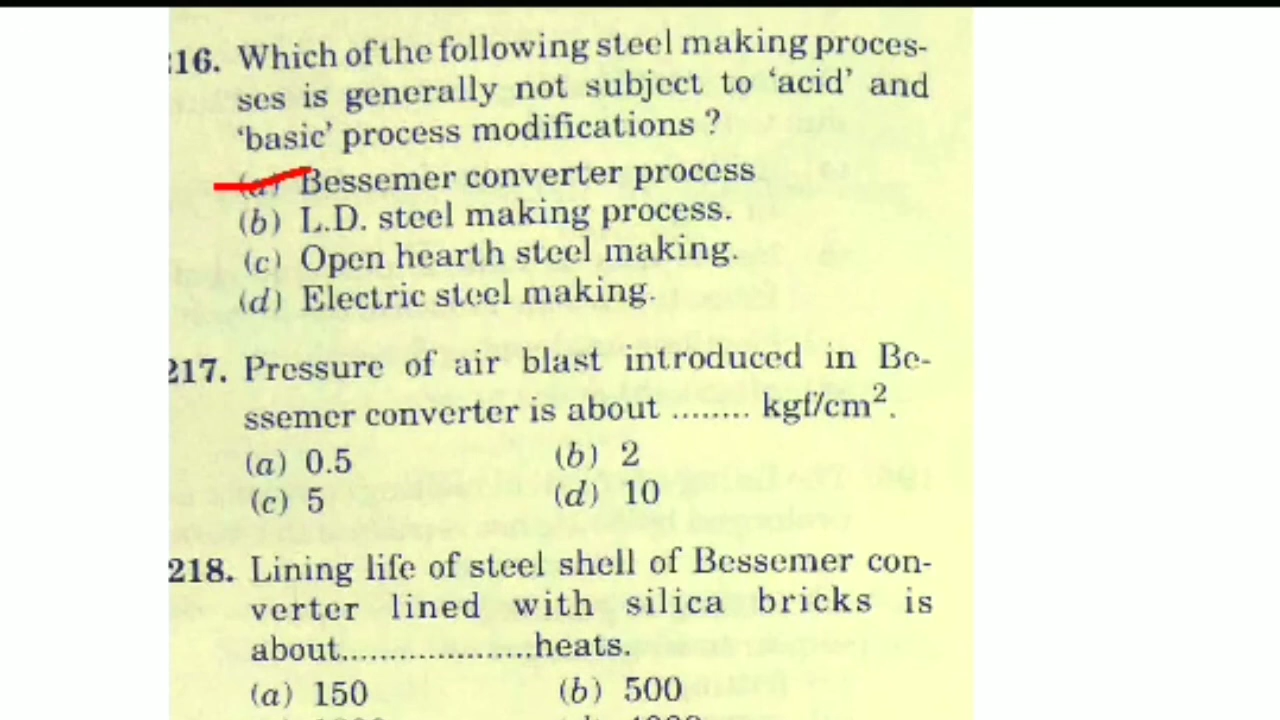 16. Which of the following steel making proces-
ses is generally not subject to ‘acid’ and
‘basic’ process modifications ?
(a) Bessemer converter process
(b) L.D. steel making process.
(c) Open hearth steel making.
(d) Electric steel making.
217. Pressure of air blast introduced in Be-
ssemer converter is about ........ kgf/cm².
(a) 0.5 (b) 2
(c) 5 (d) 10
218. Lining life of steel shell of Bessemer con-
verter lined with silica bricks is
about.....................heats.
(a) 150 (b) 500